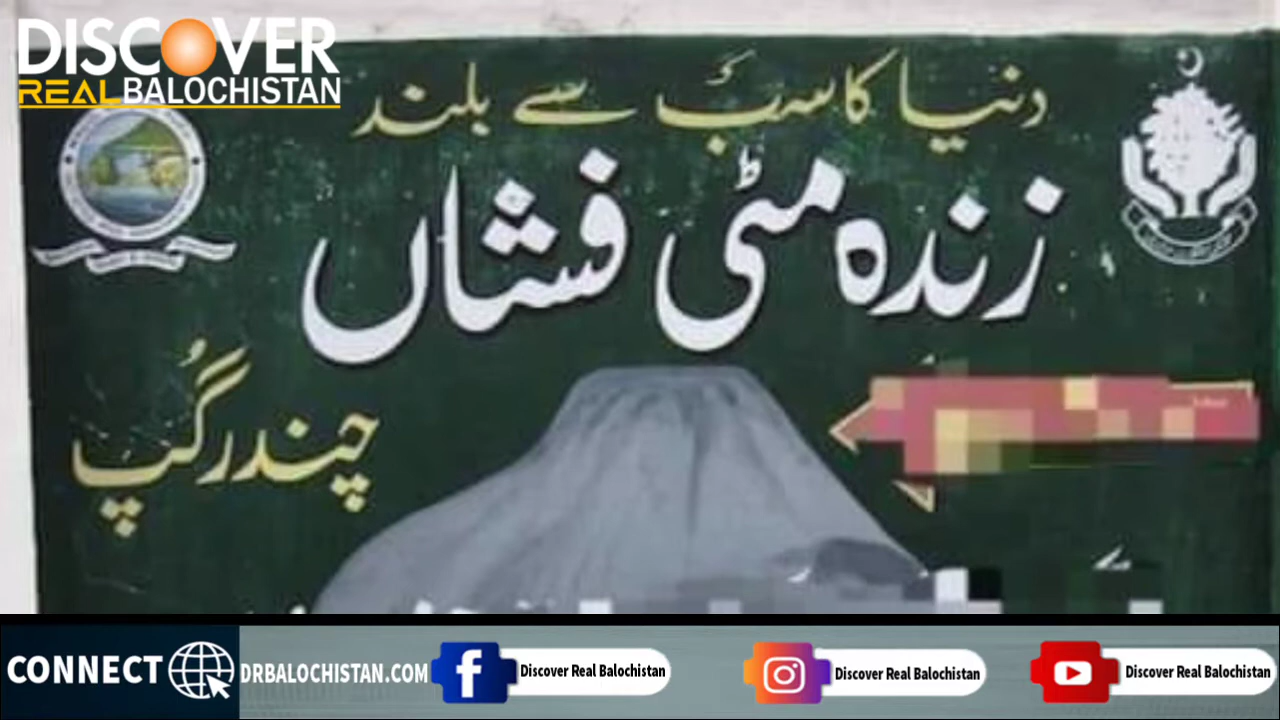 DISCOVER
REAL BALOCHISTAN
دنیا کا سب سے بلند
زندہ مٹی فشاں
چندرگُپ
CONNECT
DRBALOCHISTAN.COM
Discover Real Balochistan
Discover Real Balochistan
Discover Real Balochistan